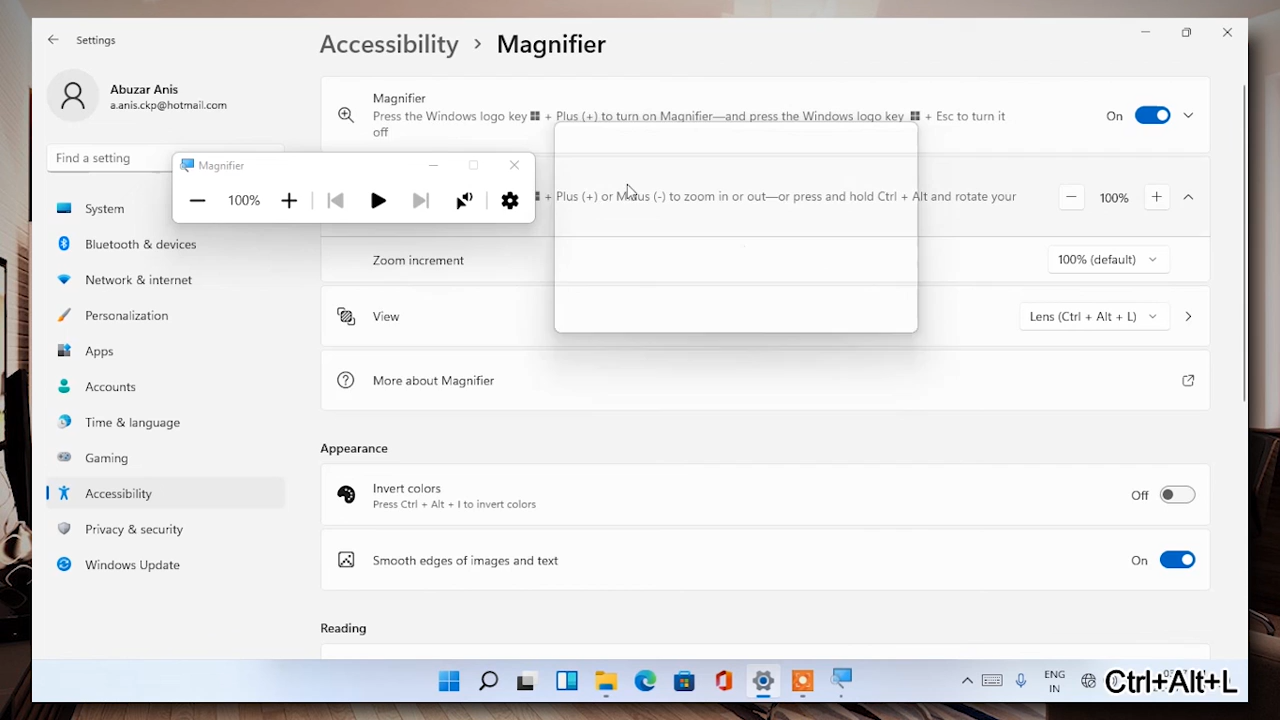 Settings
Accessibility > Magnifier
Abuzar Anis
a.anis.ckp@hotmail.com
Find a setting
System
Bluetooth & devices
Network & internet
Personalization
Apps
Accounts
Time & language
Gaming
Accessibility
Privacy & security
Windows Update
Magnifier
Press the Windows logo key + Plus (+) to turn on Magnifier—and press the Windows logo key + Esc to turn it
off
On
Magnifier
100%
+ Plus (+) or Minus (-) to zoom in or out—or press and hold Ctrl + Alt and rotate your
100%
Zoom increment
100% (default)
View
Lens (Ctrl + Alt + L)
More about Magnifier
Appearance
Invert colors
Press Ctrl + Alt + I to invert colors
Off
Smooth edges of images and text
On
Reading
ENG
IN
Ctrl+Alt+L